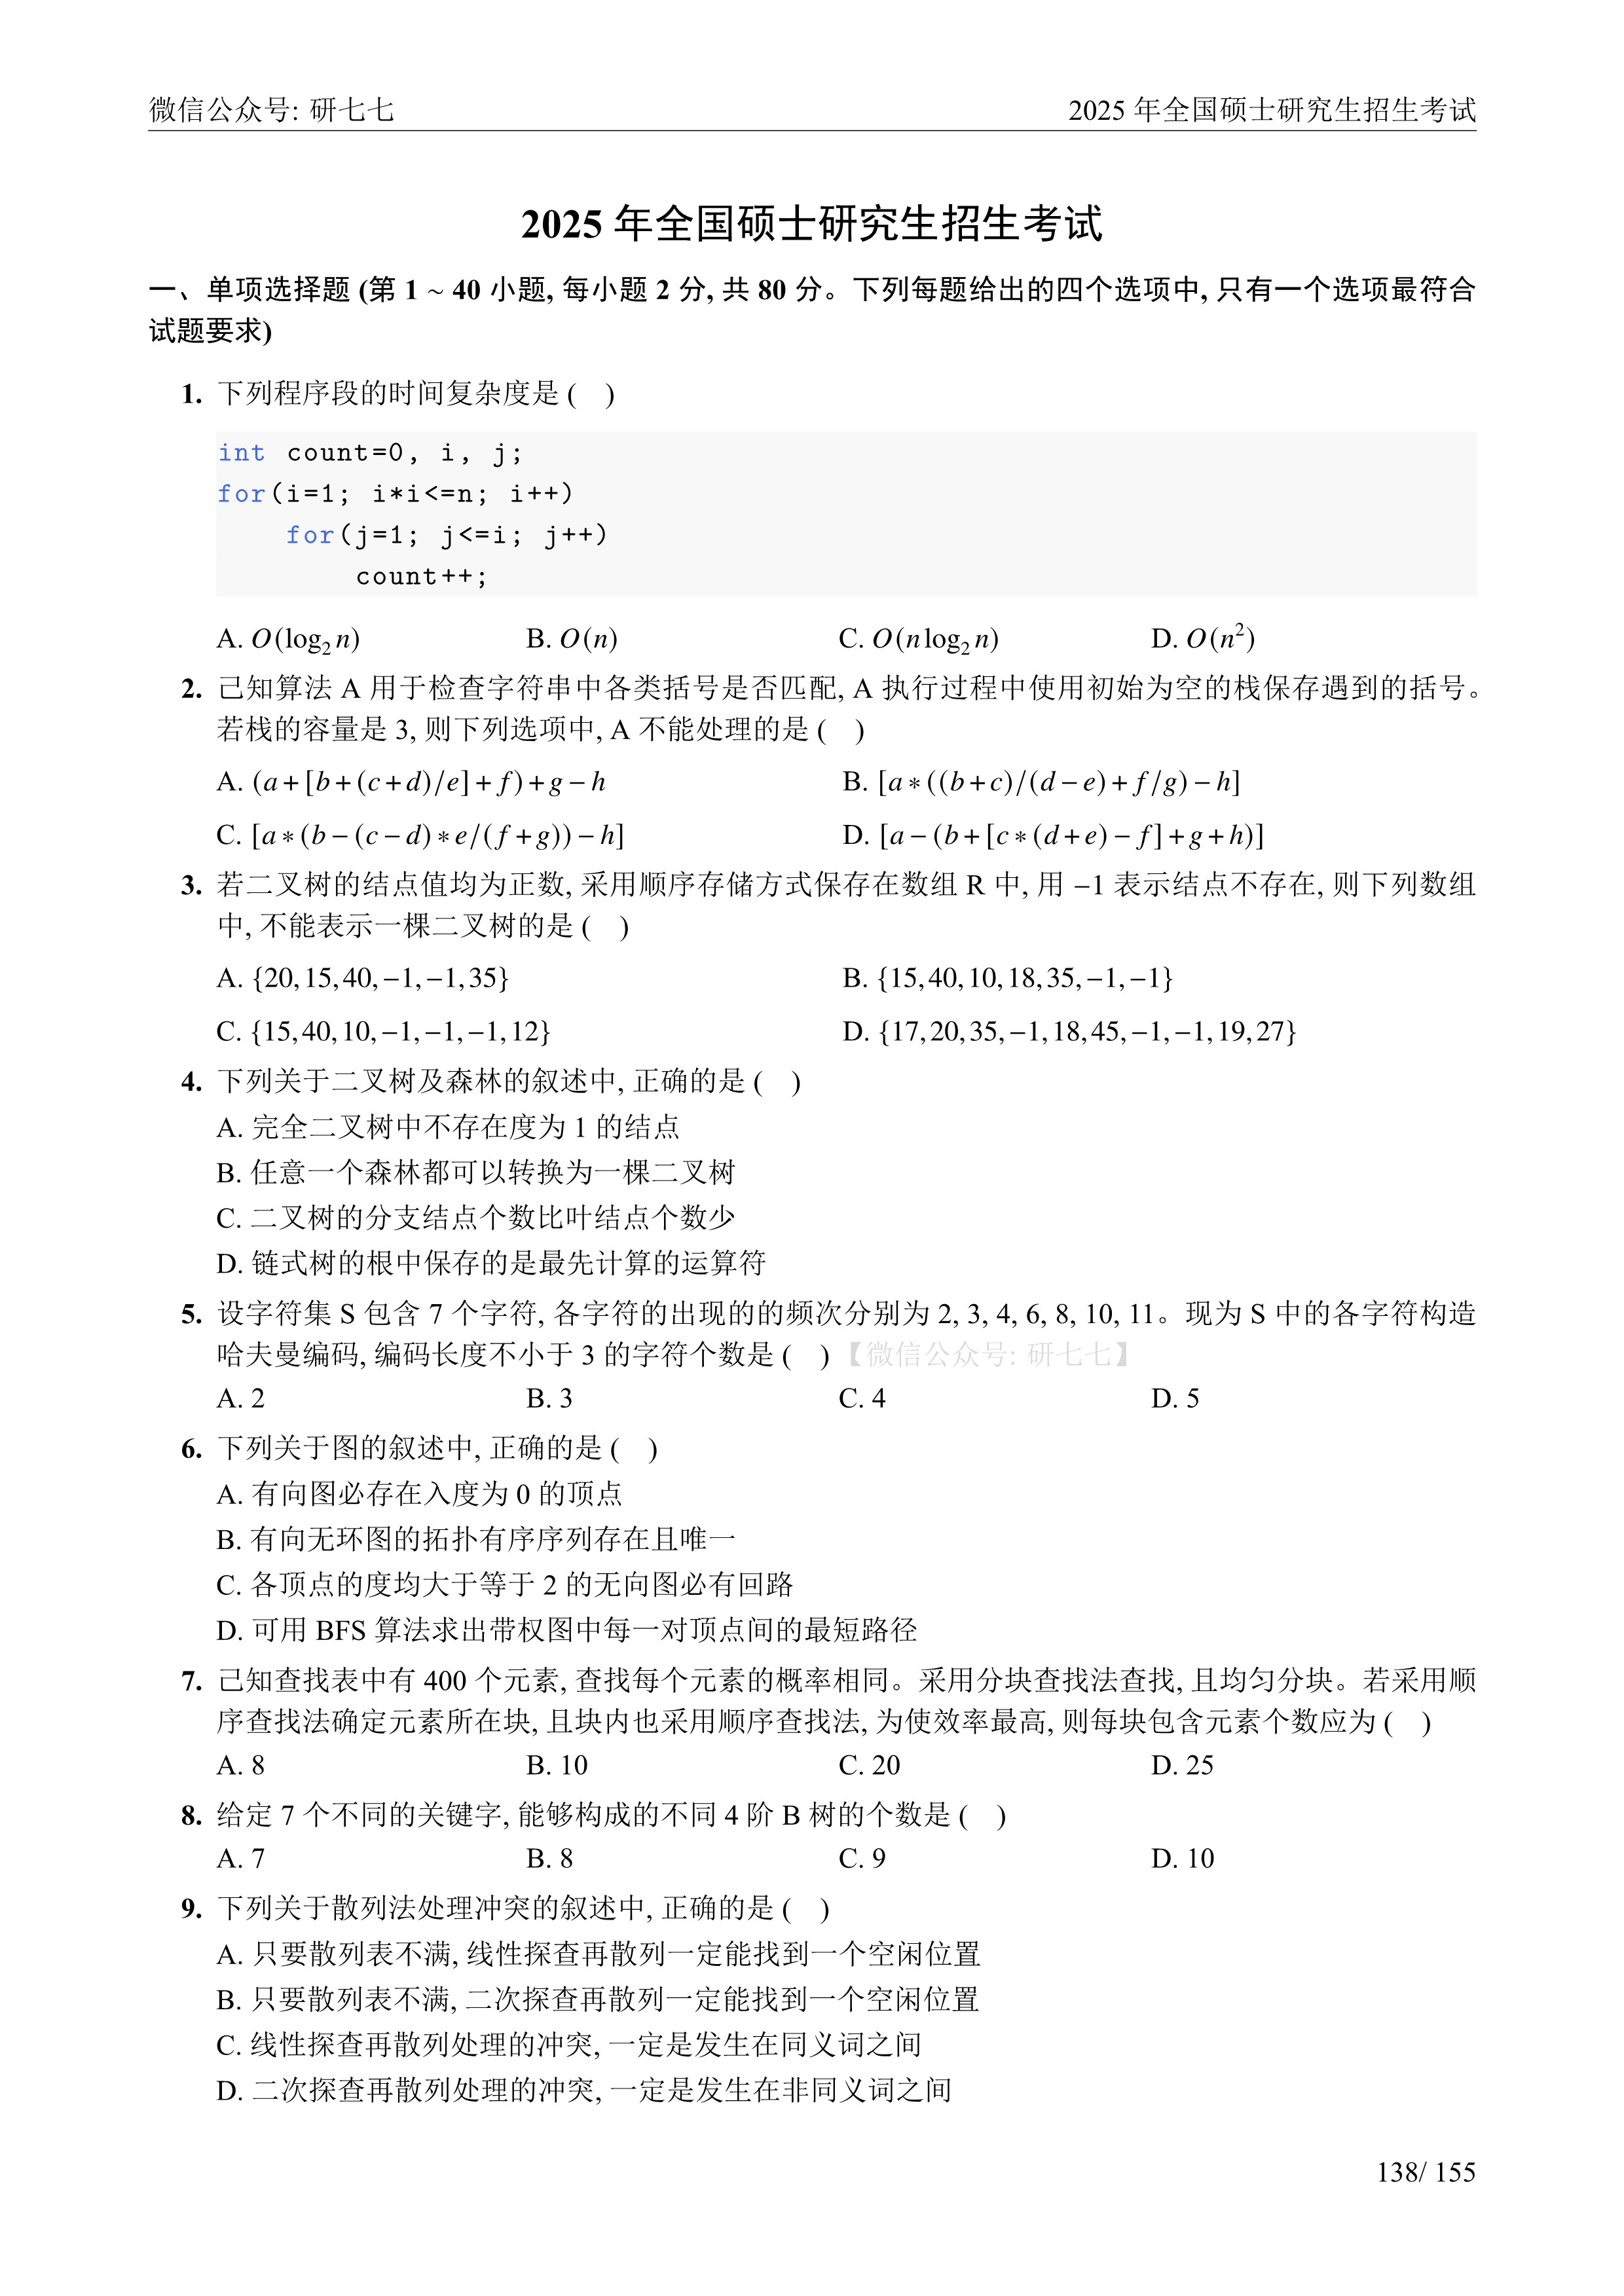 微信公众号: 研七七
2025 年全国硕士研究生招生考试
2025 年全国硕士研究生招生考试
一、单项选择题 (第 1 ~ 40 小题, 每小题 2 分, 共 80 分。下列每题给出的四个选项中, 只有一个选项最符合
试题要求)
1. 下列程序段的时间复杂度是 ( )
int count=0, i, j;
for(i=1; i*i<=n; i++)
for(j=1; j<=i; j++)
count++;
A. O(log₂ n) B. O(n) C. O(n log₂ n) D. O(n²)
2. 己知算法 A 用于检查字符串中各类括号是否匹配, A 执行过程中使用初始为空的栈保存遇到的括号。
若栈的容量是 3, 则下列选项中, A 不能处理的是 ( )
A. (a+[b+(c+d)/e]+f)+g−h B. [a∗((b+c)/(d−e)+f/g)−h]
C. [a∗(b−(c−d)∗e/(f+g))−h] D. [a−(b+[c∗(d+e)−f]+g+h)]
3. 若二叉树的结点值均为正数, 采用顺序存储方式保存在数组 R 中, 用 −1 表示结点不存在, 则下列数组
中, 不能表示一棵二叉树的是 ( )
A. {20,15,40,−1,−1,35} B. {15,40,10,18,35,−1,−1}
C. {15,40,10,−1,−1,−1,12} D. {17,20,35,−1,18,45,−1,−1,19,27}
4. 下列关于二叉树及森林的叙述中, 正确的是 ( )
A. 完全二叉树中不存在度为 1 的结点
B. 任意一个森林都可以转换为一棵二叉树
C. 二叉树的分支结点个数比叶结点个数少
D. 链式树的根中保存的是最先计算的运算符
5. 设字符集 S 包含 7 个字符, 各字符的出现的的频次分别为 2, 3, 4, 6, 8, 10, 11。现为 S 中的各字符构造
哈夫曼编码, 编码长度不小于 3 的字符个数是 ( ) 【微信公众号: 研七七】
A. 2 B. 3 C. 4 D. 5
6. 下列关于图的叙述中, 正确的是 ( )
A. 有向图必存在入度为 0 的顶点
B. 有向无环图的拓扑有序序列存在且唯一
C. 各顶点的度均大于等于 2 的无向图必有回路
D. 可用 BFS 算法求出带权图中每一对顶点间的最短路径
7. 己知查找表中有 400 个元素, 查找每个元素的概率相同。采用分块查找法查找, 且均匀分块。若采用顺
序查找法确定元素所在块, 且块内也采用顺序查找法, 为使效率最高, 则每块包含元素个数应为 ( )
A. 8 B. 10 C. 20 D. 25
8. 给定 7 个不同的关键字, 能够构成的不同 4 阶 B 树的个数是 ( )
A. 7 B. 8 C. 9 D. 10
9. 下列关于散列法处理冲突的叙述中, 正确的是 ( )
A. 只要散列表不满, 线性探查再散列一定能找到一个空闲位置
B. 只要散列表不满, 二次探查再散列一定能找到一个空闲位置
C. 线性探查再散列处理的冲突, 一定是发生在同义词之间
D. 二次探查再散列处理的冲突, 一定是发生在非同义词之间
138/ 155